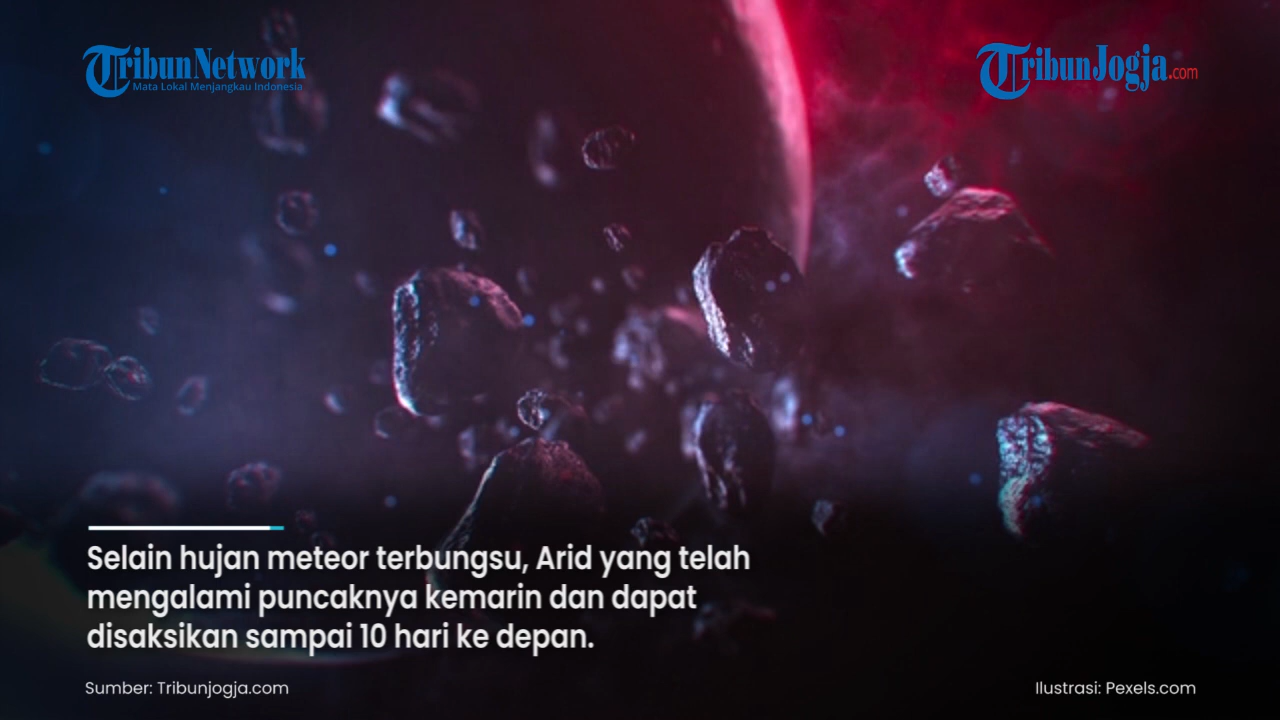 TribunNetwork
Mata Lokal Menjangkau Indonesia
TribunJogja.com
Selain hujan meteor terbungsu, Arid yang telah
mengalami puncaknya kemarin dan dapat
disaksikan sampai 10 hari ke depan.
Sumber: Tribunjogja.com
Ilustrasi: Pexels.com